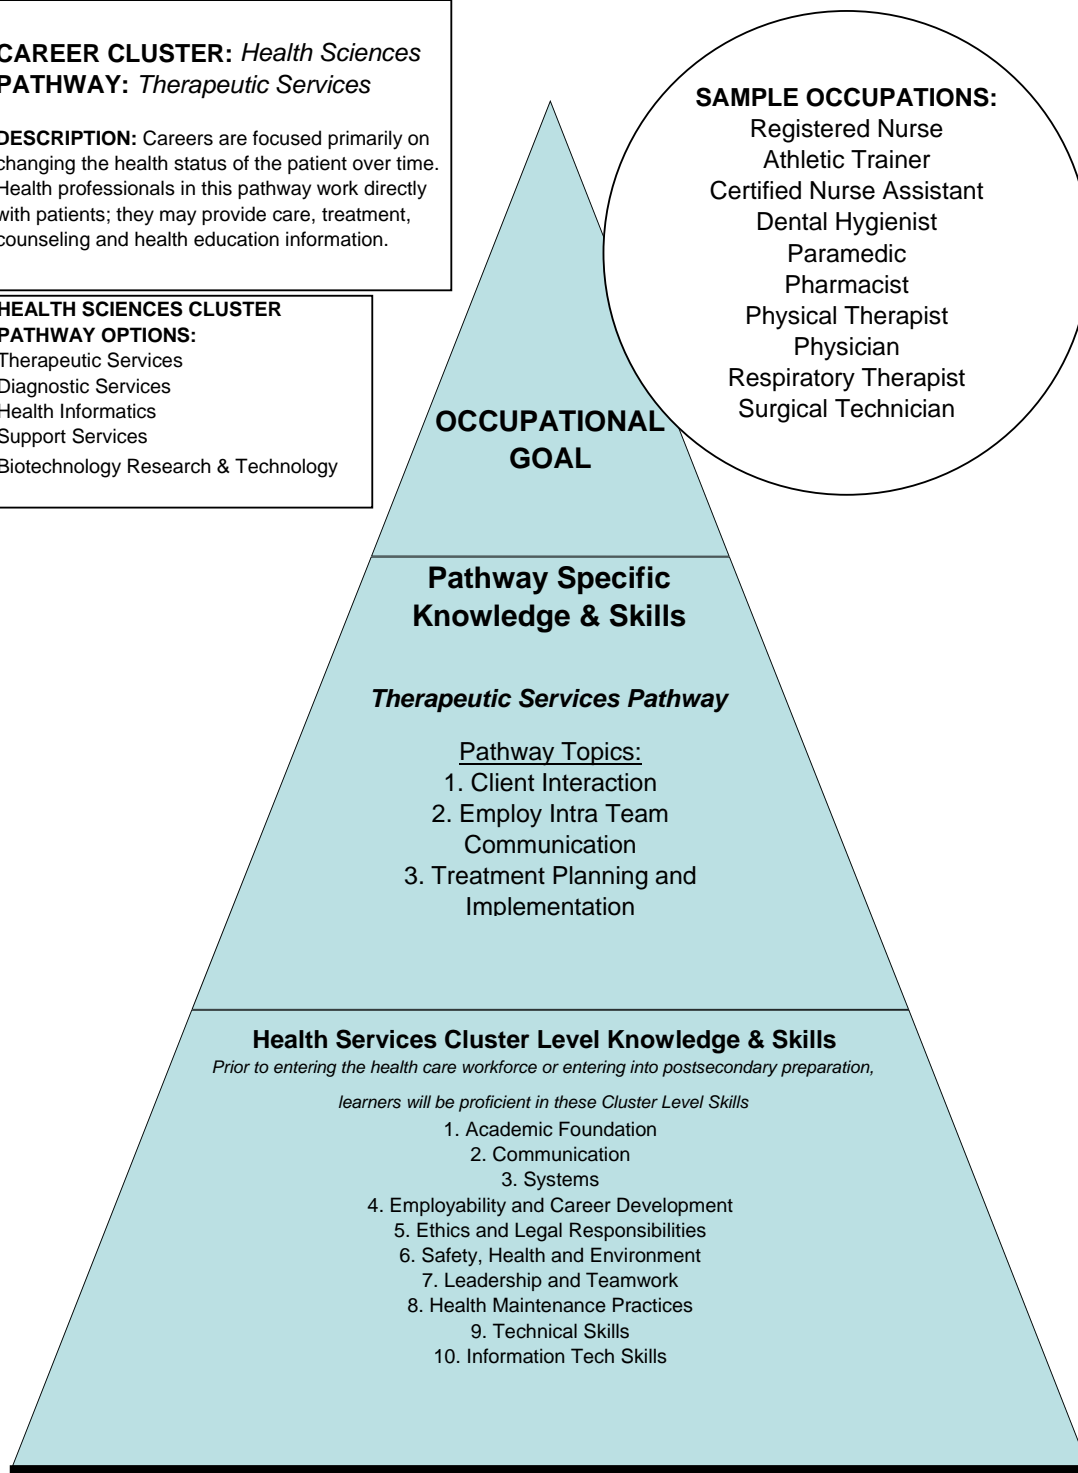 CAREER CLUSTER: Health Sciences
PATHWAY: Therapeutic Services
DESCRIPTION: Careers are focused primarily on
changing the health status of the patient over time.
Health professionals in this pathway work directly
with patients; they may provide care, treatment,
counseling and health education information.
HEALTH SCIENCES CLUSTER
PATHWAY OPTIONS:
Therapeutic Services
Diagnostic Services
Health Informatics
Support Services
Biotechnology Research & Technology
SAMPLE OCCUPATIONS:
Registered Nurse
Athletic Trainer
Certified Nurse Assistant
Dental Hygienist
Paramedic
Pharmacist
Physical Therapist
Physician
Respiratory Therapist
Surgical Technician
OCCUPATIONAL
GOAL
Pathway Specific
Knowledge & Skills
Therapeutic Services Pathway
Pathway Topics:
1. Client Interaction
2. Employ Intra Team
Communication
3. Treatment Planning and
Implementation
Health Services Cluster Level Knowledge & Skills
Prior to entering the health care workforce or entering into postsecondary preparation,
learners will be proficient in these Cluster Level Skills
1. Academic Foundation
2. Communication
3. Systems
4. Employability and Career Development
5. Ethics and Legal Responsibilities
6. Safety, Health and Environment
7. Leadership and Teamwork
8. Health Maintenance Practices
9. Technical Skills
10. Information Tech Skills